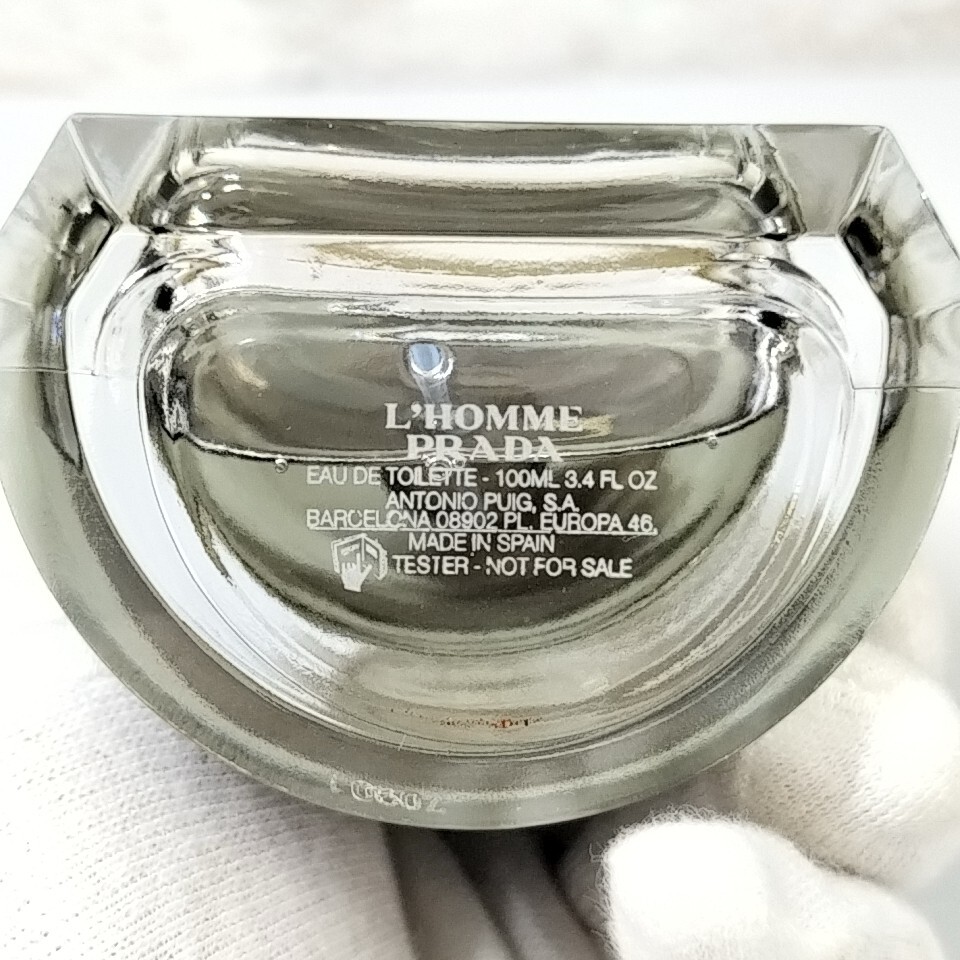 L'HOMME
PRADA
EAU DE TOILETTE - 100ML 3.4 FL OZ
ANTONIO PUIG, S.A.
BARCELONA 08902 PL. EUROPA 46.
MADE IN SPAIN
TESTER - NOT FOR SALE